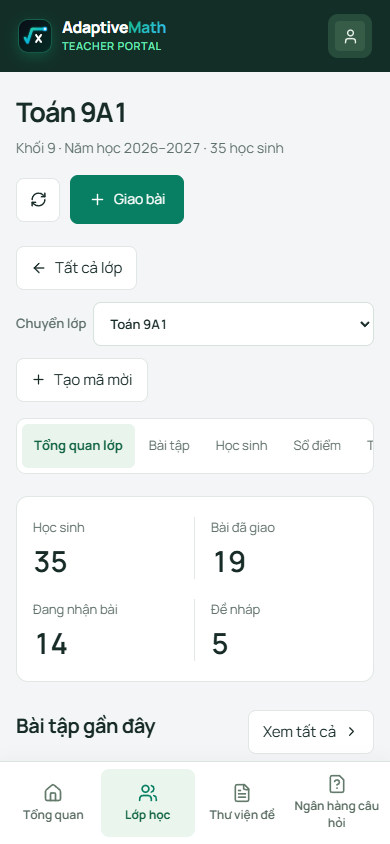 AdaptiveMath
TEACHER PORTAL
Toán 9A1
Khối 9 · Năm học 2026–2027 · 35 học sinh
Giao bài
Tất cả lớp
Chuyển lớp
Toán 9A1
Tạo mã mời
Tổng quan lớp Bài tập Học sinh Sổ điểm
Học sinh Bài đã giao
35 19
Đang nhận bài Đề nháp
14 5
Bài tập gần đây Xem tất cả
Tổng quan Lớp học Thư viện đề Ngân hàng câu
hỏi